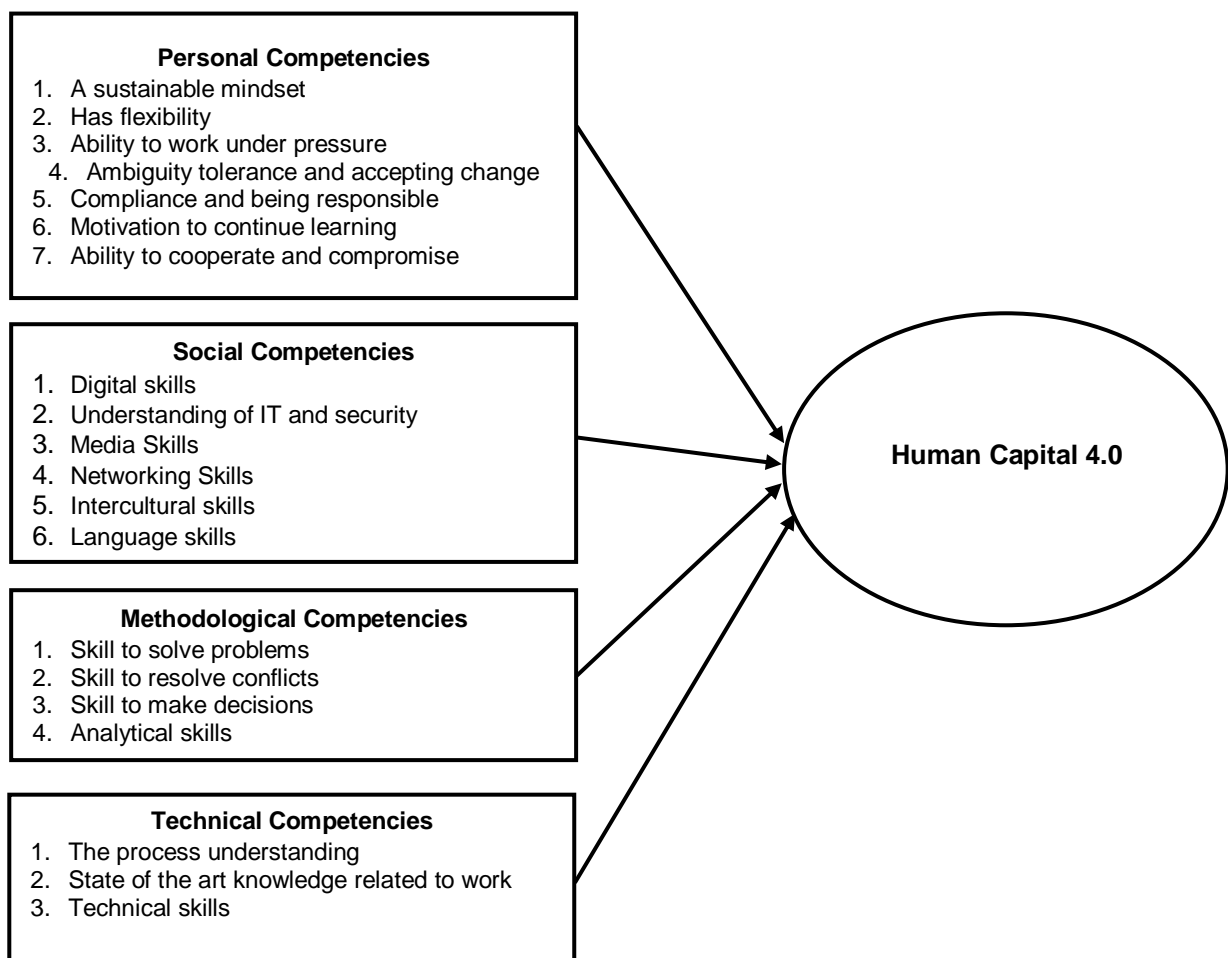 Personal Competencies
1. A sustainable mindset
2. Has flexibility
3. Ability to work under pressure
4. Ambiguity tolerance and accepting change
5. Compliance and being responsible
6. Motivation to continue learning
7. Ability to cooperate and compromise
Social Competencies
1. Digital skills
2. Understanding of IT and security
3. Media Skills
4. Networking Skills
5. Intercultural skills
6. Language skills
Methodological Competencies
1. Skill to solve problems
2. Skill to resolve conflicts
3. Skill to make decisions
4. Analytical skills
Technical Competencies
1. The process understanding
2. State of the art knowledge related to work
3. Technical skills
Human Capital 4.0